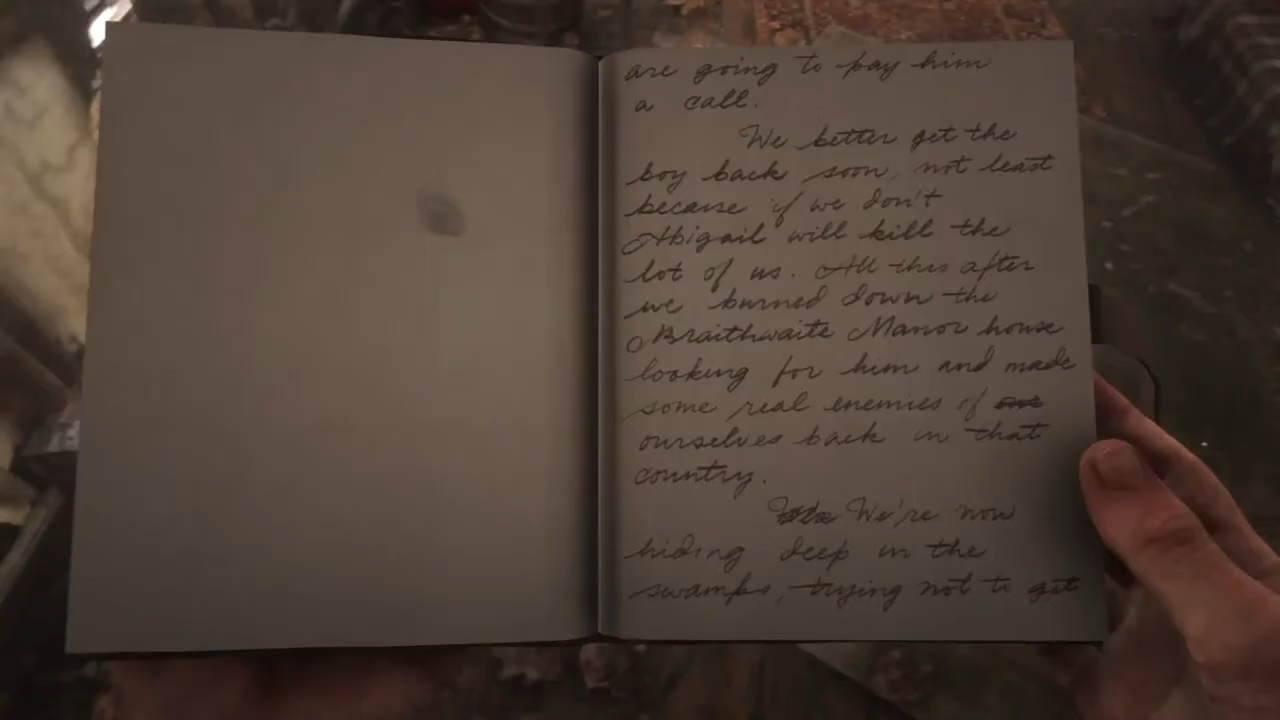 are going to pay him
a call.
We better get the
boy back soon, not least
because if we don't
Abigail will kill the
lot of us. All this after
we burned down the
Braithwaite Manor house
looking for him and made
some real enemies of
ourselves back in that
country.
We're now
hiding deep in the
swamps, trying not to get